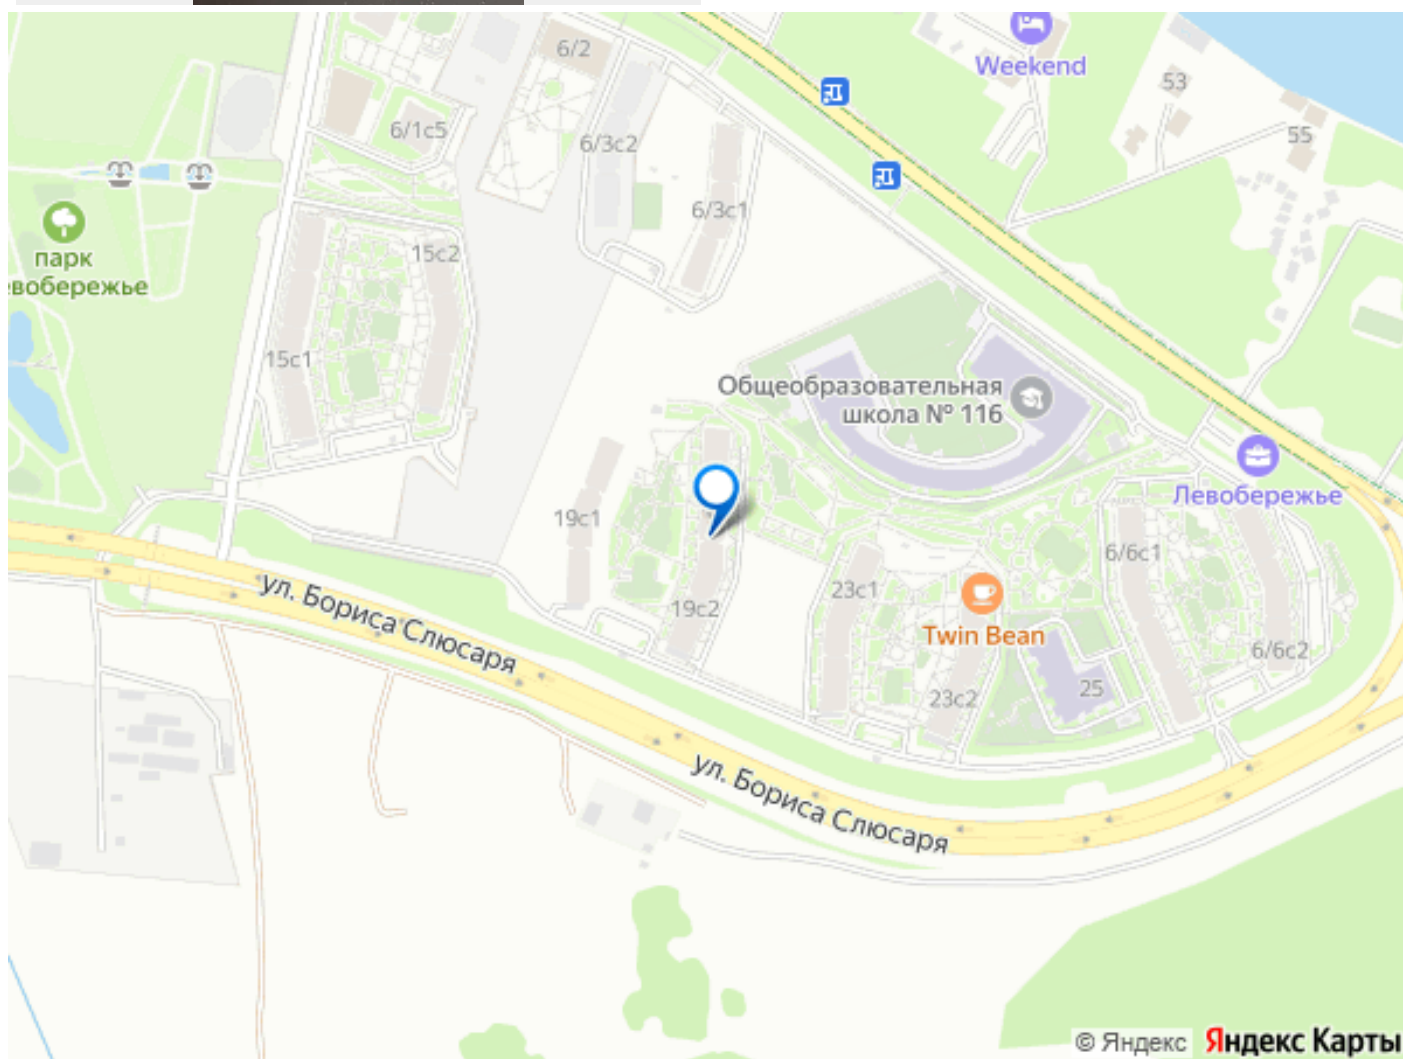 6/2
Weekend
53
6/1с5
6/3с2
55
6/3с1
парк
евобережье
15с2
15с1
Общеобразовательная
школа № 116
19с1
Левобережье
6/6с1
ул. Бориса Слюсаря
19с2
23с1
Twin Bean
6/6с2
23с2
25
ул. Бориса Слюсаря
© Яндекс Яндекс Карты